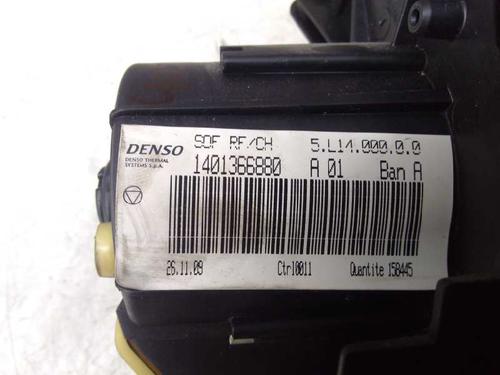 DENSO
DENSO THERMAL
SYSTEMS S.p.A.
SOF RF/CH 5.L14.000.0.0
1401366880 A 01 Ban A
26.11.09 Ctrl0011 Quantite 158445